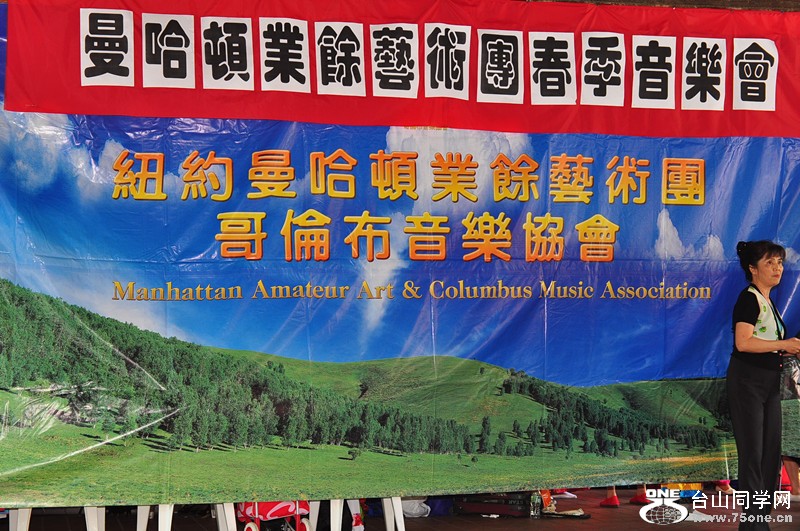 曼哈頓業餘藝術團春季音樂會
紐約曼哈頓業餘藝術團
哥倫布音樂協會
Manhattan Amateur Art & Columbus Music Association
ONE
台山同学网
www.75one.cn